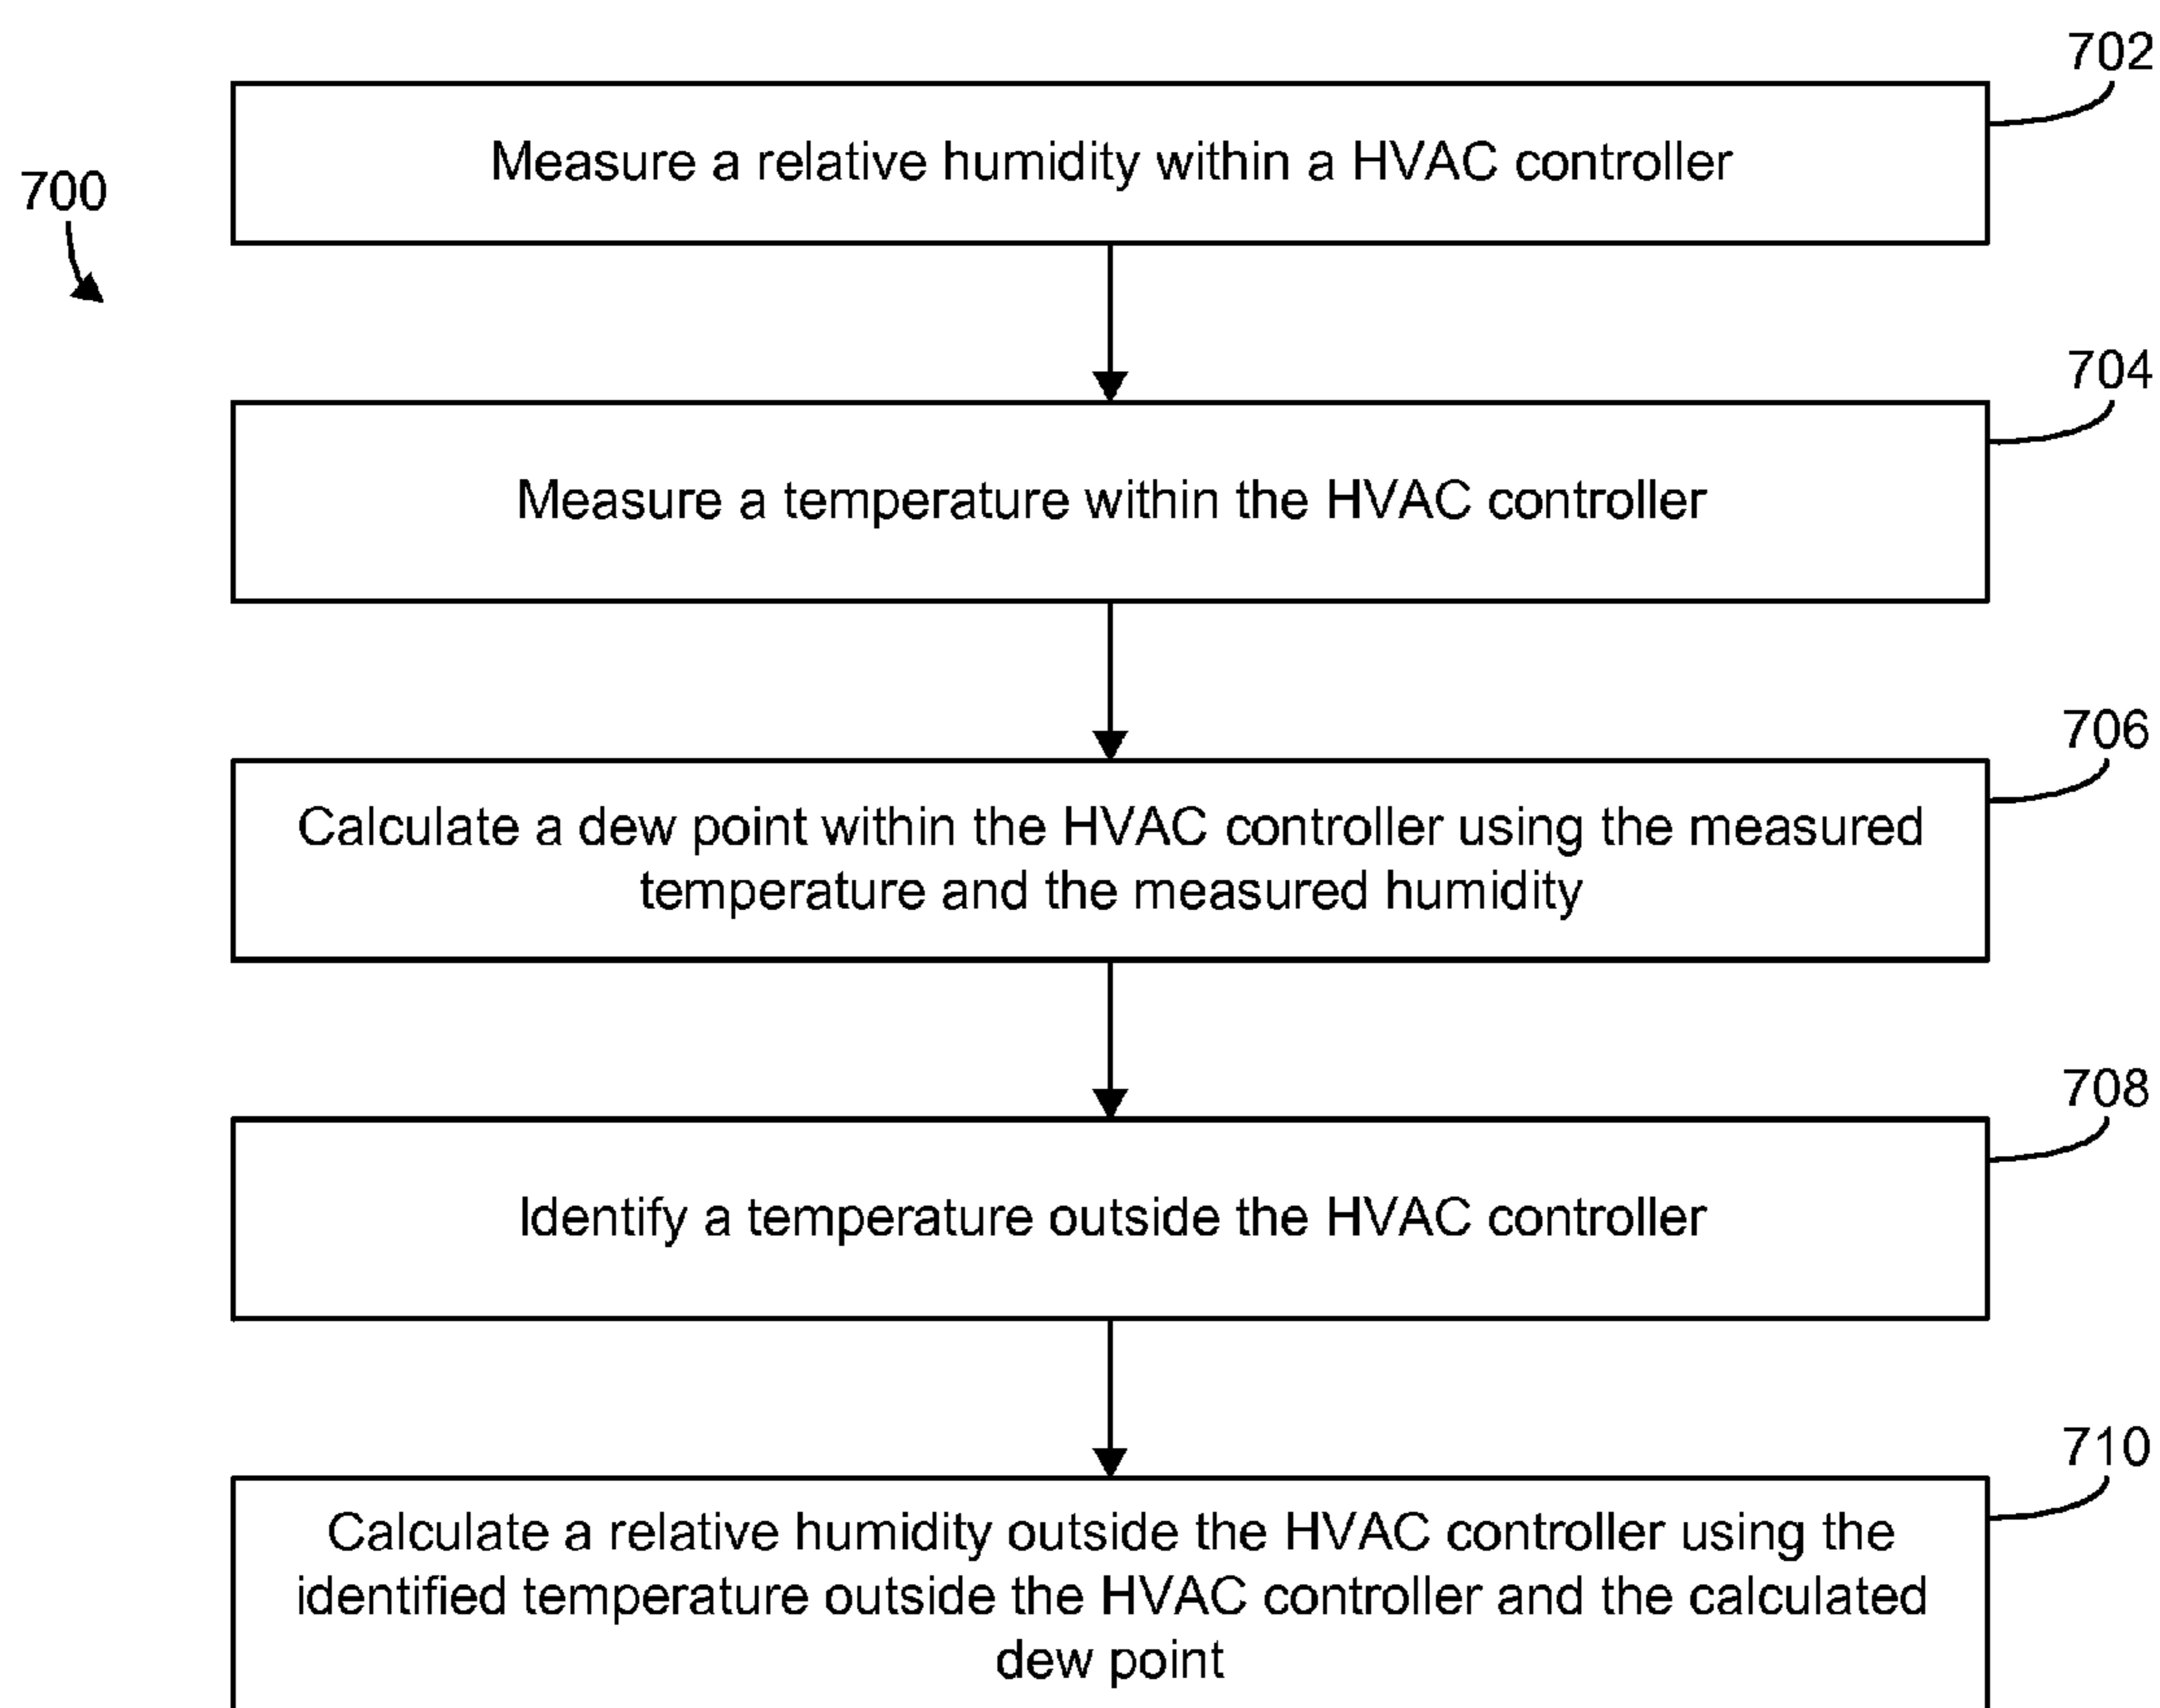 702
Measure a relative humidity within a HVAC controller
700
704
Measure a temperature within the HVAC controller
706
Calculate a dew point within the HVAC controller using the measured
temperature and the measured humidity
708
Identify a temperature outside the HVAC controller
710
Calculate a relative humidity outside the HVAC controller using the
identified temperature outside the HVAC controller and the calculated
dew point